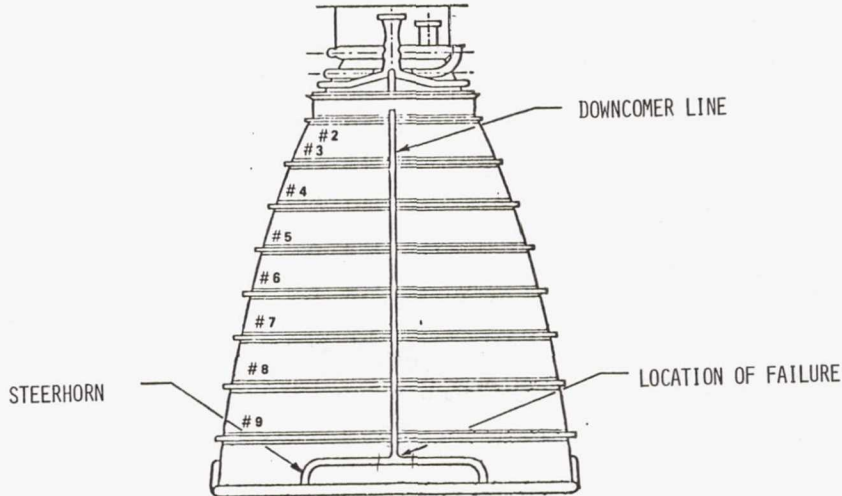 DOWNCOMER LINE
#2
#3
#4
#5
#6
#7
#8
STEERHORN
LOCATION OF FAILURE
#9